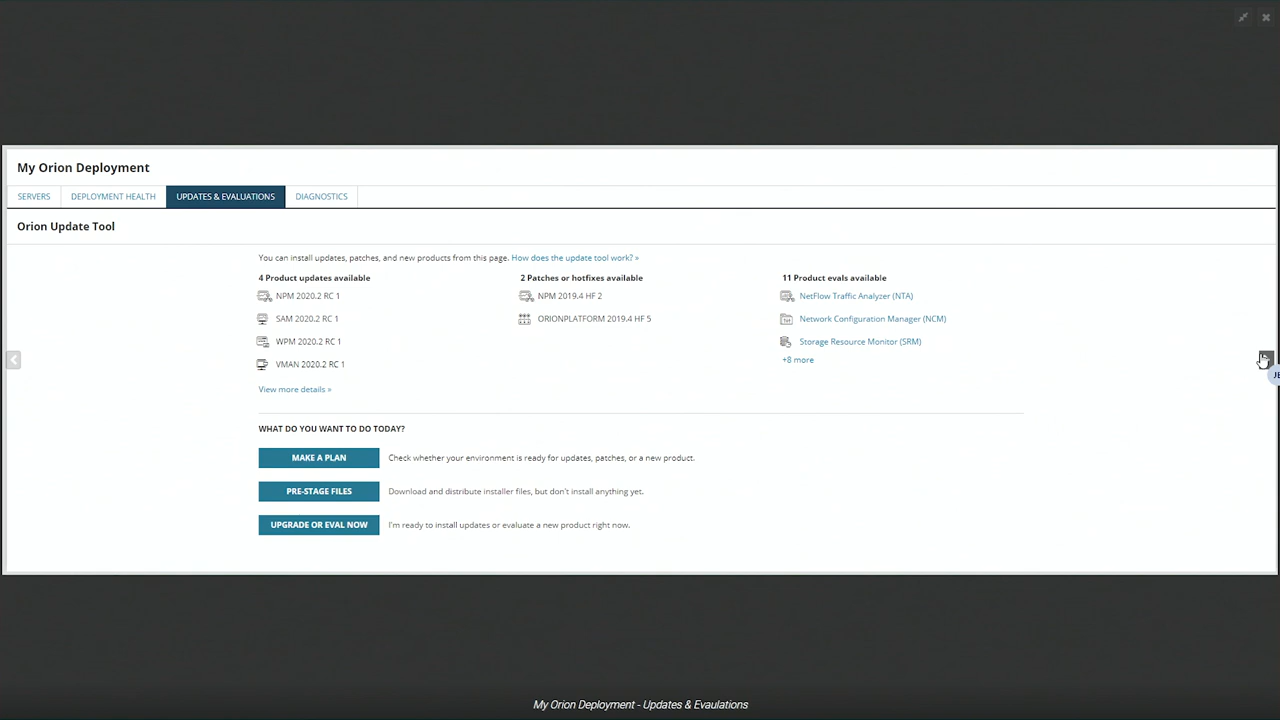 My Orion Deployment
SERVERS DEPLOYMENT HEALTH UPDATES & EVALUATIONS DIAGNOSTICS
Orion Update Tool
You can install updates, patches, and new products from this page. How does the update tool work? »
4 Product updates available
NPM 2020.2 RC 1
SAM 2020.2 RC 1
WPM 2020.2 RC 1
VMAN 2020.2 RC 1
View more details »
2 Patches or hotfixes available
NPM 2019.4 HF 2
ORIONPLATFORM 2019.4 HF 5
11 Product evals available
NetFlow Traffic Analyzer (NTA)
Network Configuration Manager (NCM)
Storage Resource Monitor (SRM)
+8 more
WHAT DO YOU WANT TO DO TODAY?
MAKE A PLAN Check whether your environment is ready for updates, patches, or a new product.
PRE-STAGE FILES Download and distribute installer files, but don't install anything yet.
UPGRADE OR EVAL NOW I'm ready to install updates or evaluate a new product right now.
My Orion Deployment - Updates & Evaulations